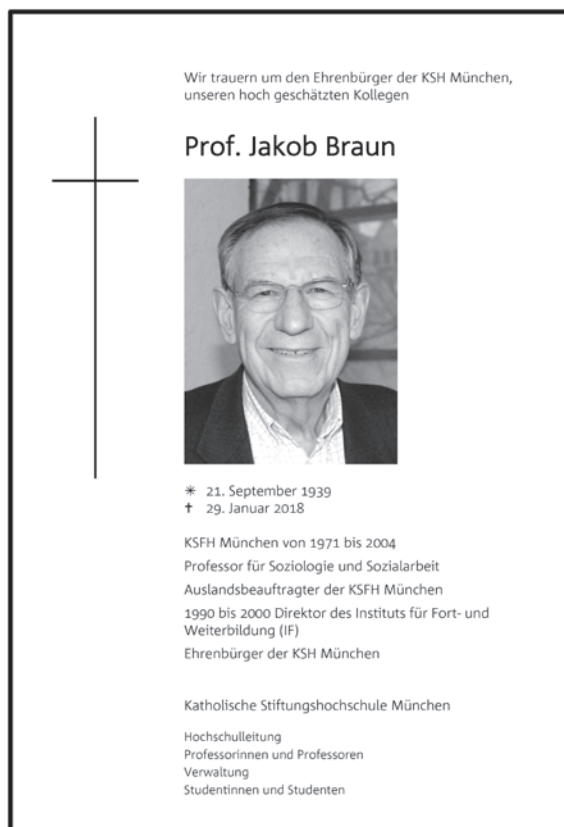 Wir trauern um den Ehrenbürger der KSH München,
unseren hoch geschätzten Kollegen
Prof. Jakob Braun
✳ 21. September 1939
✝ 29. Januar 2018
KSFH München von 1971 bis 2004
Professor für Soziologie und Sozialarbeit
Auslandsbeauftragter der KSFH München
1990 bis 2000 Direktor des Instituts für Fort- und
Weiterbildung (IF)
Ehrenbürger der KSH München
Katholische Stiftungshochschule München
Hochschulleitung
Professorinnen und Professoren
Verwaltung
Studentinnen und Studenten